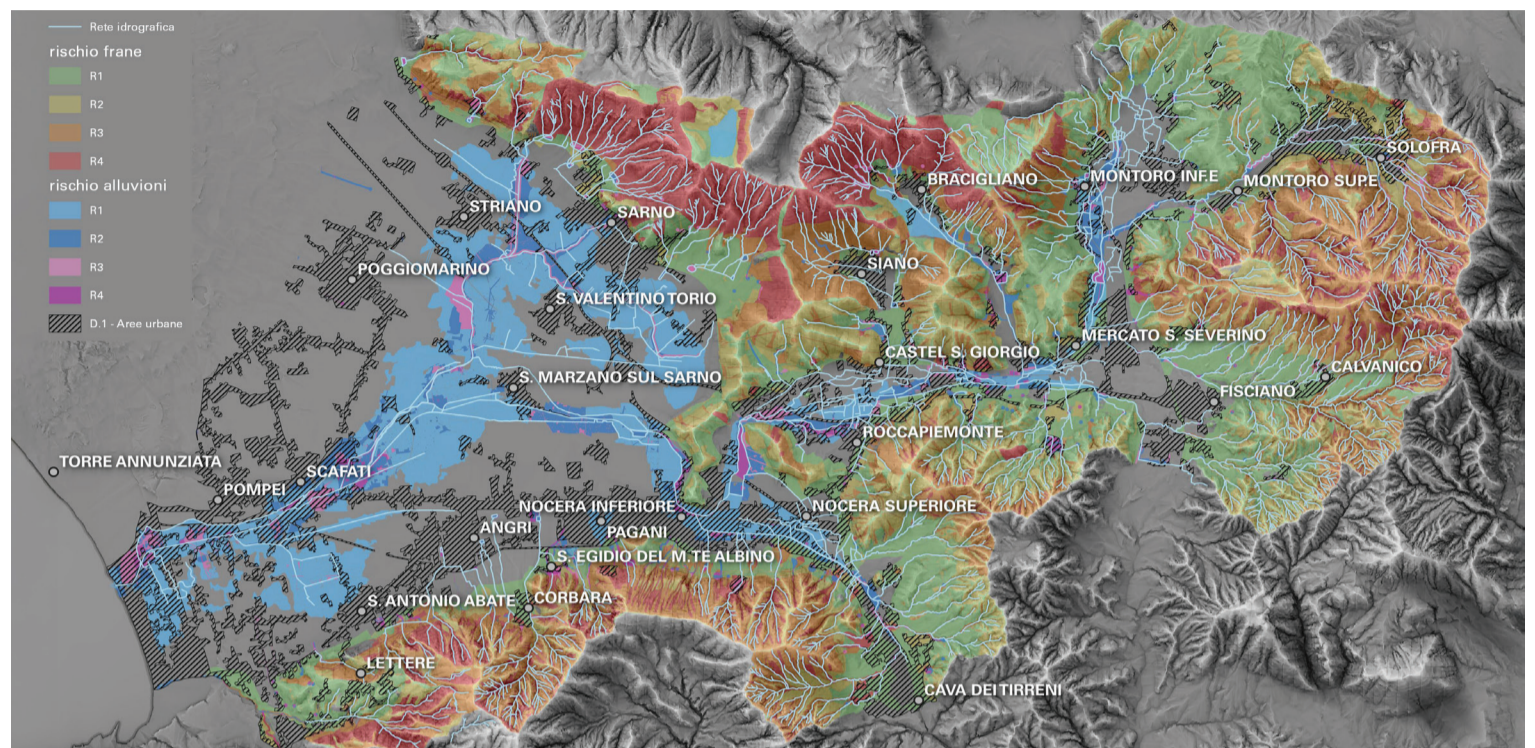 Rete idrografica
rischio frane
R1
R2
R3
R4
rischio alluvioni
R1
R2
R3
R4
D.1 - Aree urbane
SOLOFRA
BRACIGLIANO
MONTORO INF.E
MONTORO SUP.E
STRIANO
SARNO
POGGIOMARINO
SIANO
S. VALENTINO TORIO
MERCATO S. SEVERINO
CASTEL S. GIORGIO
CALVANICO
S. MARZANO SUL SARNO
FISCIANO
ROCCAPIEMONTE
TORRE ANNUNZIATA
SCAFATI
POMPEI
NOCERA INFERIORE
NOCERA SUPERIORE
ANGRI
PAGANI
S. EGIDIO DEL M.TE ALBINO
S. ANTONIO ABATE
CORBARA
LETTERE
CAVA DEI TIRRENI